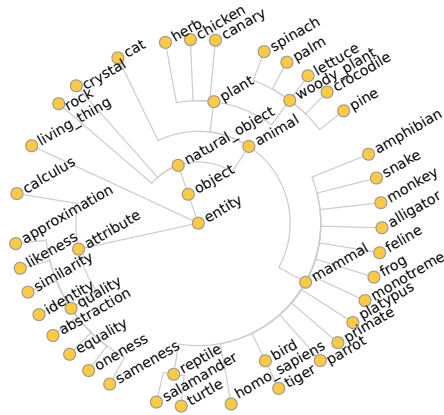 herb
chicken
canary
cat
spinach
palm
lettuce
woody_plant
crocodile
pine
plant
crystal
rock
living_thing
natural_object
animal
amphibian
snake
monkey
alligator
feline
frog
monotreme
platypus
primate
parrot
mammal
calculus
object
entity
approximation
attribute
likeness
similarity
identity
quality
abstraction
equality
oneness
sameness
reptile
salamander
turtle
homo_sapiens
bird
tiger